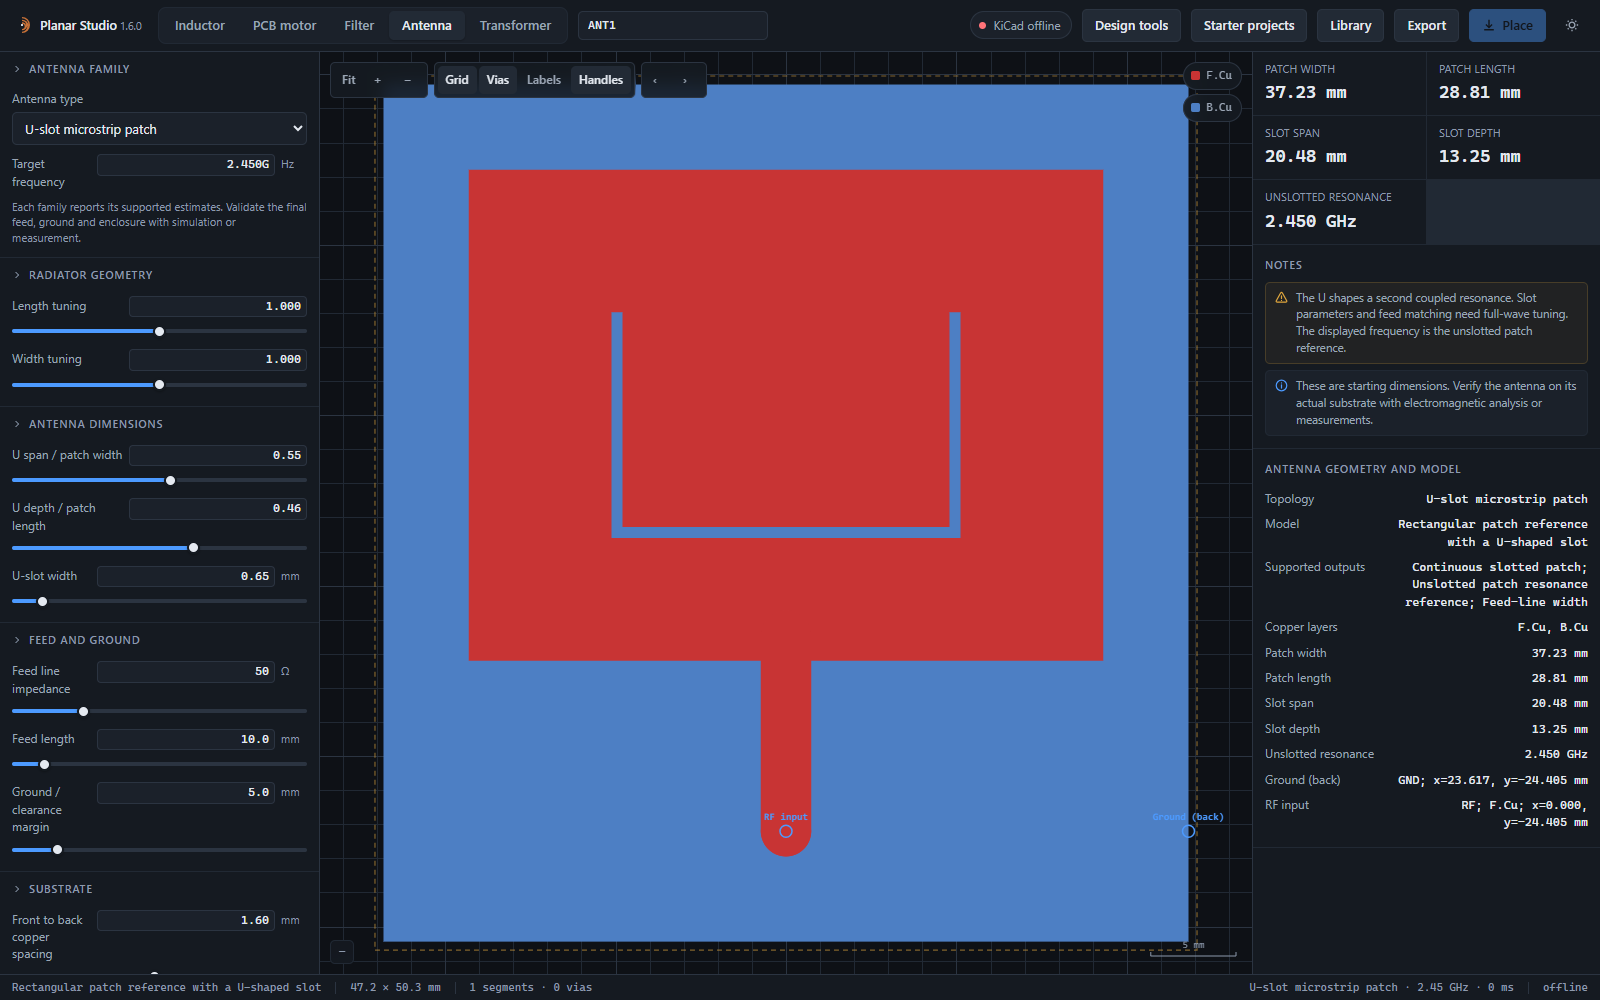 Planar Studio 1.6.0
Inductor
PCB motor
Filter
Antenna
Transformer
ANT1
KiCad offline
Design tools
Starter projects
Library
Export
Place
ANTENNA FAMILY
Antenna type
U-slot microstrip patch
Target frequency
2.450G Hz
Each family reports its supported estimates. Validate the final
feed, ground and enclosure with simulation or
measurement.
RADIATOR GEOMETRY
Length tuning
1.000
Width tuning
1.000
ANTENNA DIMENSIONS
U span / patch width
0.55
U depth / patch
length
0.46
U-slot width
0.65 mm
FEED AND GROUND
Feed line
impedance
50 Ω
Feed length
10.0 mm
Ground /
clearance
margin
5.0 mm
SUBSTRATE
Front to back
copper
spacing
1.60 mm
Fit + −
Grid Vias Labels Handles
‹ ›
F.Cu
B.Cu
RF input
Ground (back)
5 mm
−
PATCH WIDTH
37.23 mm
PATCH LENGTH
28.81 mm
SLOT SPAN
20.48 mm
SLOT DEPTH
13.25 mm
UNSLOTTED RESONANCE
2.450 GHz
NOTES
The U shapes a second coupled resonance. Slot
parameters and feed matching need full-wave tuning.
The displayed frequency is the unslotted patch
reference.
These are starting dimensions. Verify the antenna on its
actual substrate with electromagnetic analysis or
measurements.
ANTENNA GEOMETRY AND MODEL
Topology
U-slot microstrip patch
Model
Rectangular patch reference
with a U-shaped slot
Supported outputs
Continuous slotted patch;
Unslotted patch resonance
reference; Feed-line width
Copper layers
F.Cu, B.Cu
Patch width
37.23 mm
Patch length
28.81 mm
Slot span
20.48 mm
Slot depth
13.25 mm
Unslotted resonance
2.450 GHz
Ground (back)
GND; x=23.617, y=−24.405 mm
RF input
RF; F.Cu; x=0.000,
y=−24.405 mm
Rectangular patch reference with a U-shaped slot
47.2 × 50.3 mm
1 segments · 0 vias
U-slot microstrip patch · 2.45 GHz · 0 ms
offline